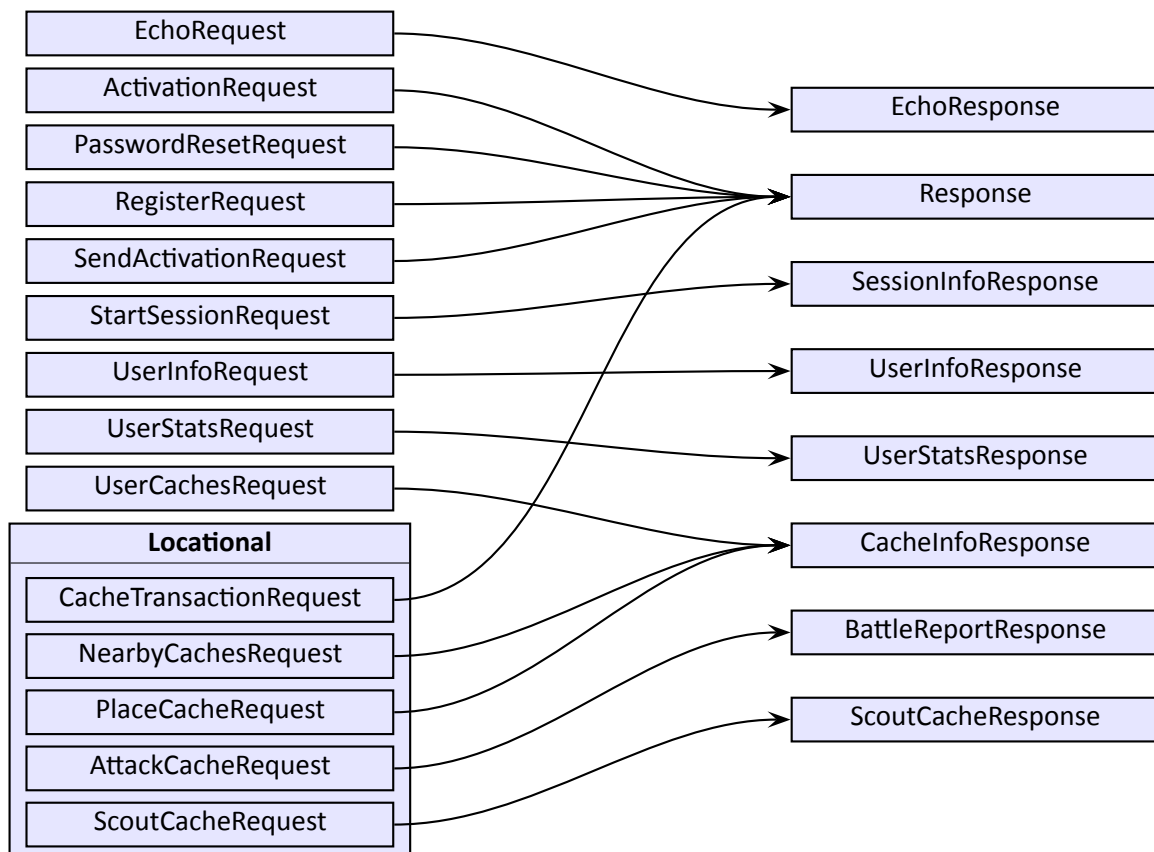 EchoRequest
ActivationRequest
PasswordResetRequest
RegisterRequest
SendActivationRequest
StartSessionRequest
UserInfoRequest
UserStatsRequest
UserCachesRequest
Locational
CacheTransactionRequest
NearbyCachesRequest
PlaceCacheRequest
AttackCacheRequest
ScoutCacheRequest
EchoResponse
Response
SessionInfoResponse
UserInfoResponse
UserStatsResponse
CacheInfoResponse
BattleReportResponse
ScoutCacheResponse